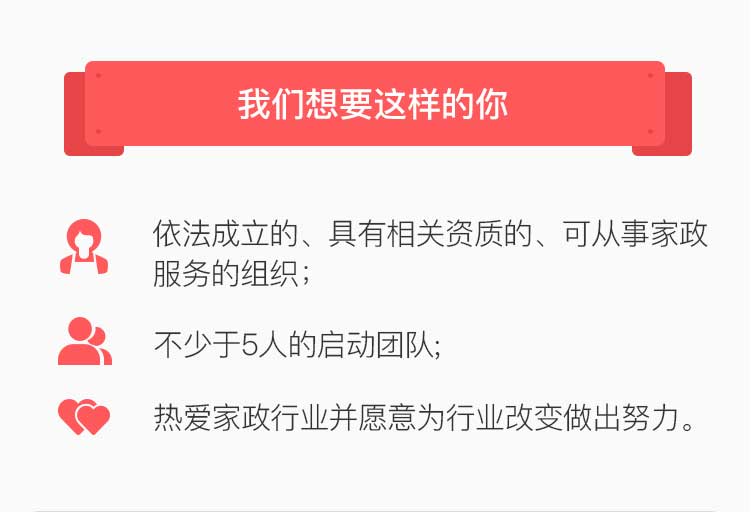 我们想要这样的你
依法成立的、具有相关资质的、可从事家政
服务的组织；
不少于5人的启动团队;
热爱家政行业并愿意为行业改变做出努力。